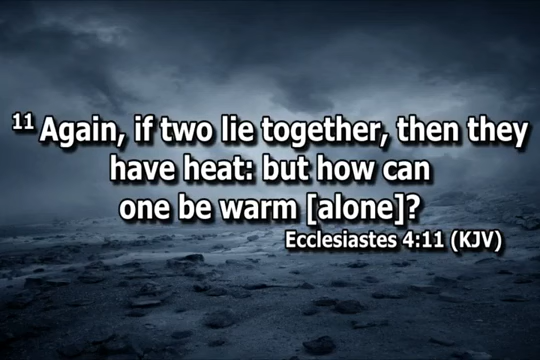 11 Again, if two lie together, then they
have heat: but how can
one be warm [alone]?
Ecclesiastes 4:11 (KJV)